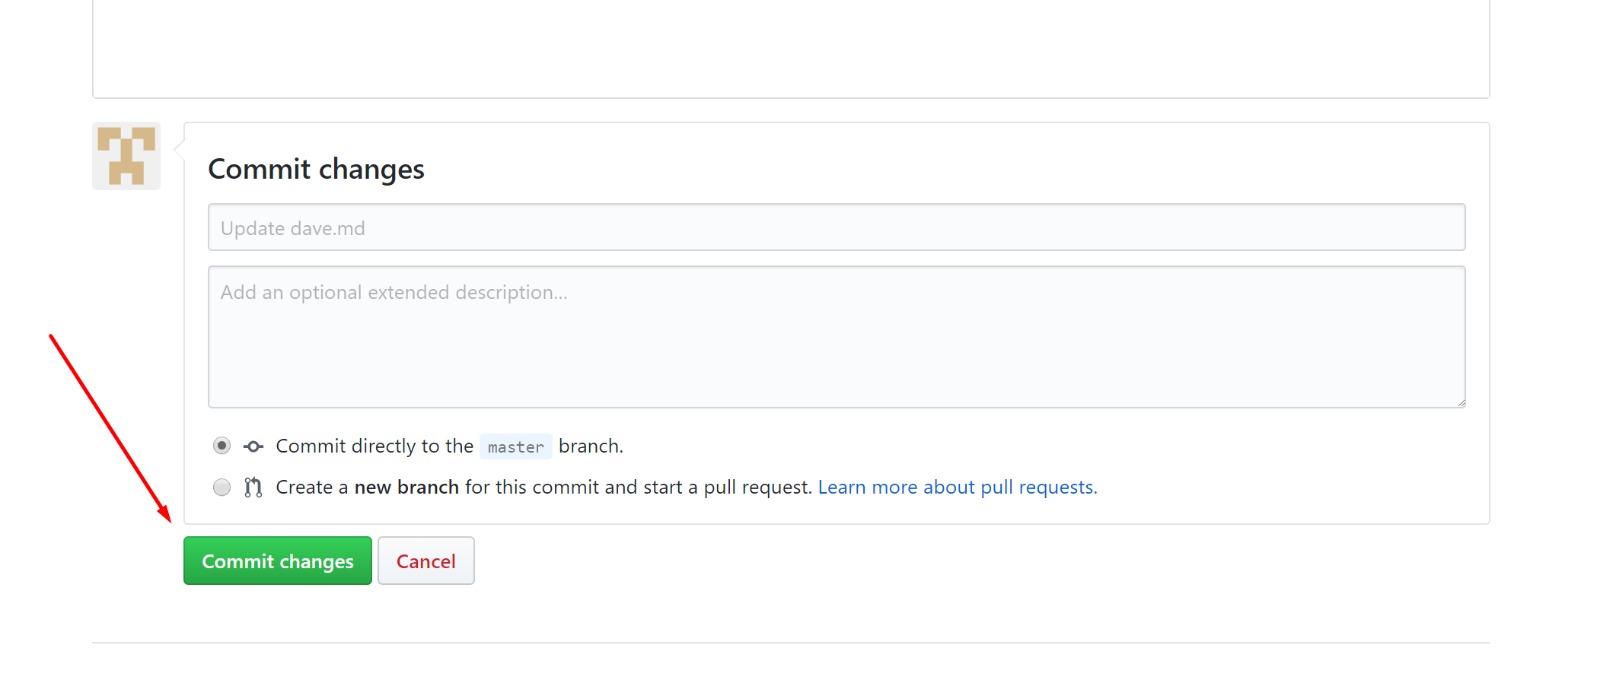 Commit changes
Update dave.md
Add an optional extended description...
Commit directly to the master branch.
Create a new branch for this commit and start a pull request. Learn more about pull requests.
Commit changes Cancel